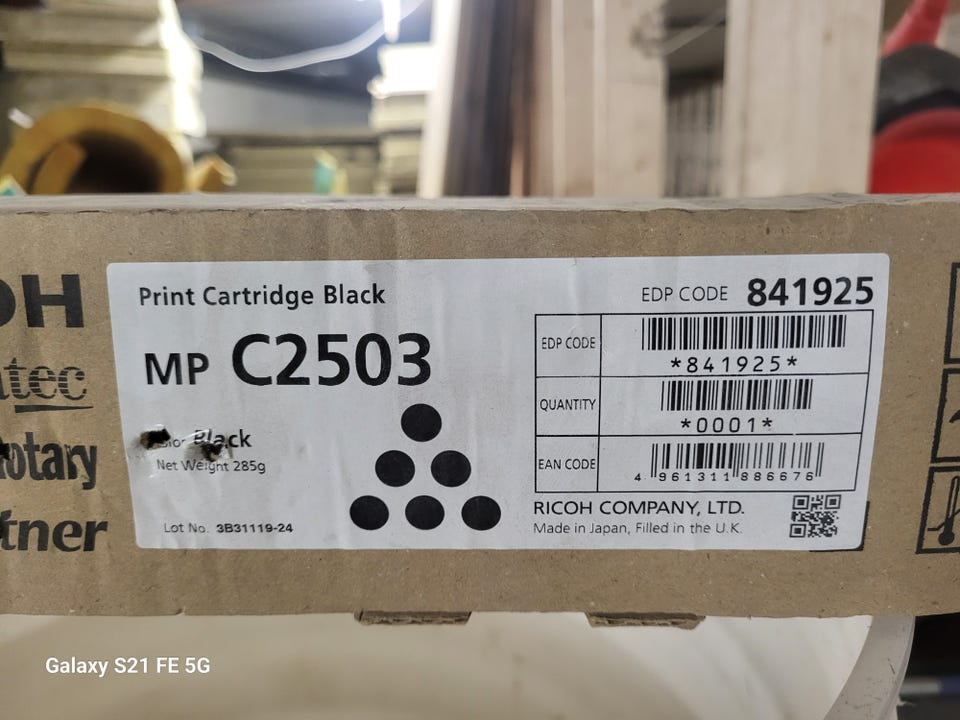 Print Cartridge Black
MP C2503
Black
Net Weight 285g
Lot No. 3B31119-24
EDP CODE 841925
EDP CODE
*841925*
QUANTITY
*0001*
EAN CODE
4 961311 886676
RICOH COMPANY, LTD.
Made in Japan, Filled in the U.K.
OH
tec
otary
tner
Galaxy S21 FE 5G